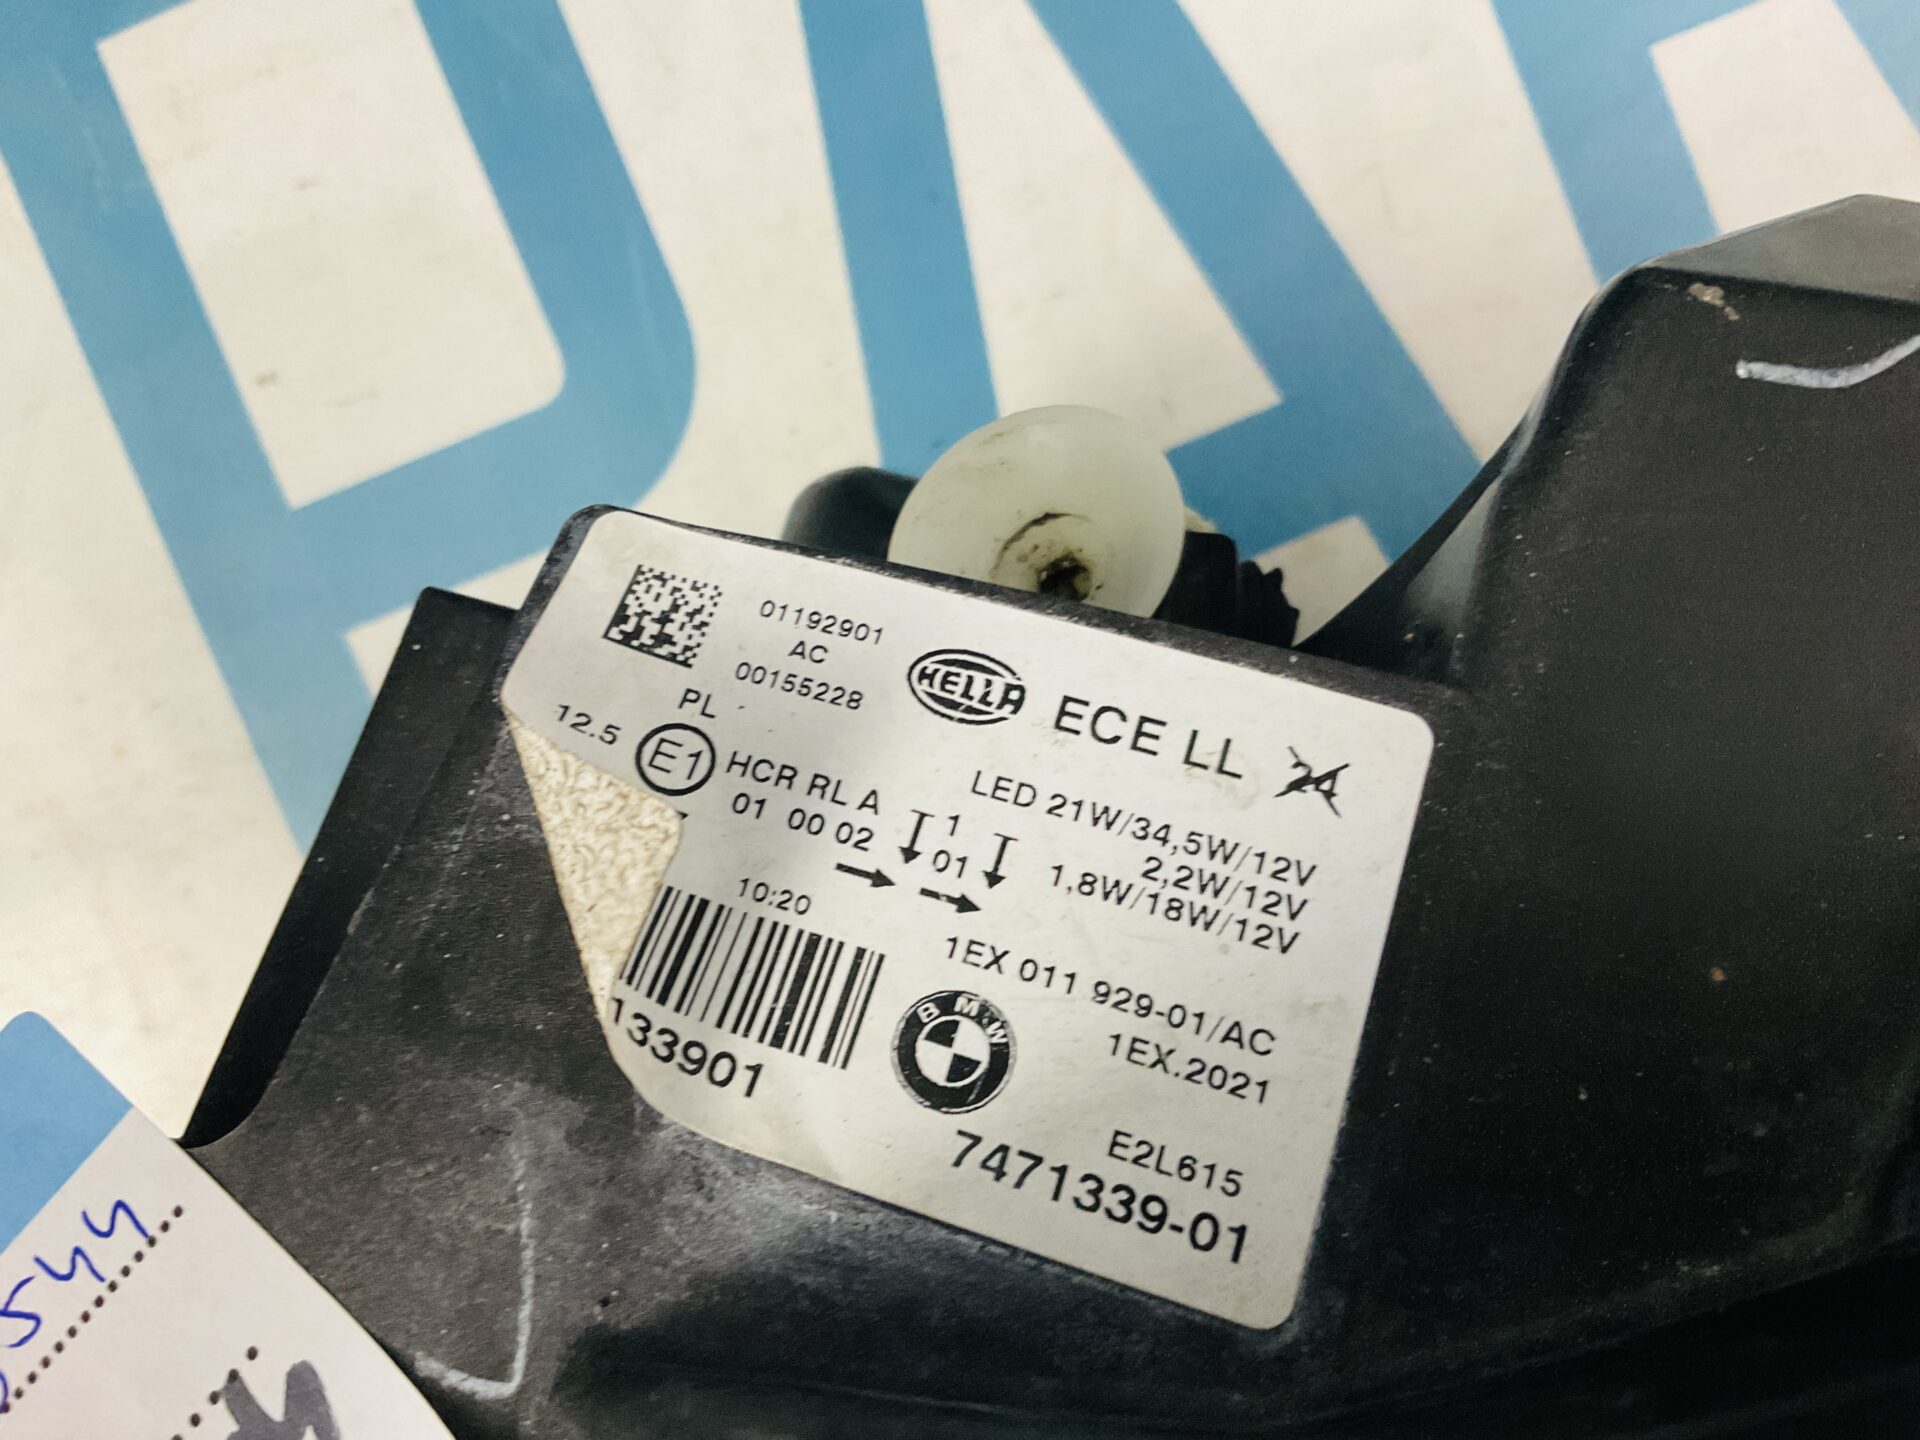 01192901
AC
00155228
HELLA
ECE LL 24
PL
12.5
E1
HCR RL A
01 00 02
1
01
LED 21W/34,5W/12V
2,2W/12V
1,8W/18W/12V
10:20
1EX 011 929-01/AC
1EX.2021
133901
BMW
E2L615
7471339-01
544